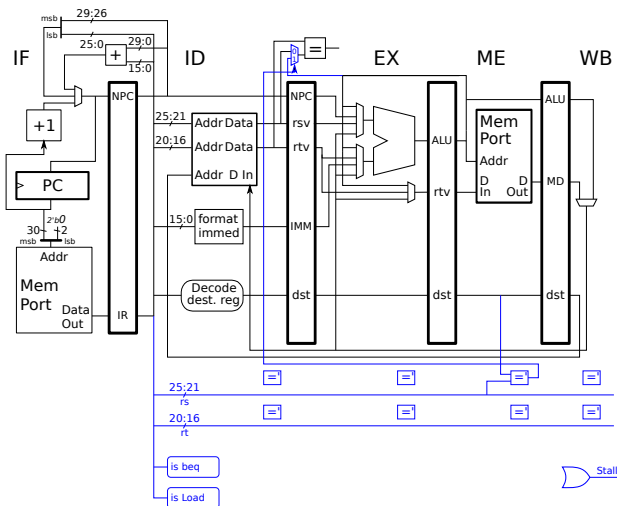 29:26
msb
lsb
25:0
29:0
+
15:0
0
1
=
IF
ID
EX
ME
WB
NPC
NPC
ALU
25:21
Addr Data
rsv
Mem
Port
+1
20:16
Addr Data
rtv
ALU
Addr
PC
Addr D In
D
In
D
Out
MD
rtv
2'b0
30
2
msb
lsb
15:0
format
immed
IMM
Addr
Mem
Port
Data
Out
IR
Decode
dest. reg
dst
dst
dst
='
='
='
='
25:21
rs
='
='
='
='
20:16
rt
is beq
is Load
Stall